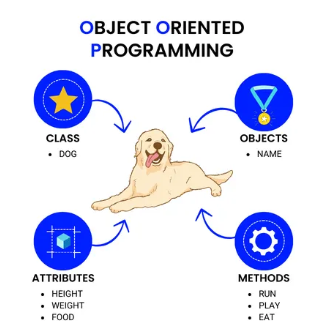 OBJECT ORIENTED
PROGRAMMING
CLASS
• DOG
OBJECTS
• NAME
ATTRIBUTES
• HEIGHT
• WEIGHT
• FOOD
METHODS
• RUN
• PLAY
• EAT